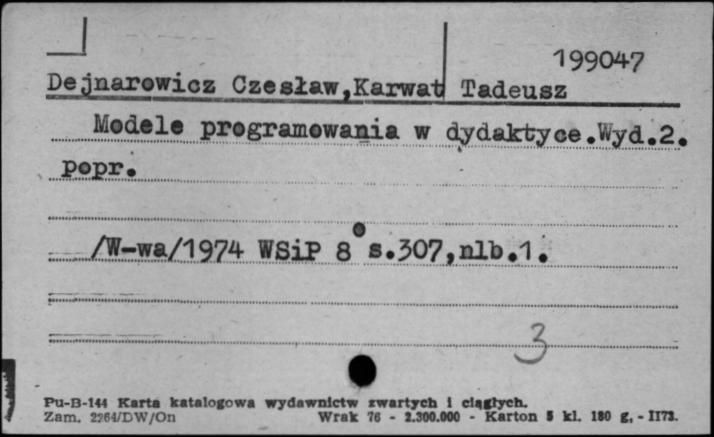 199047
Dejnarowicz Czesław,Karwat Tadeusz
Modele programowania w dydaktyce.Wyd.2.
popr.
/W-wa/1974 WSiP 8° s.307,nlb.1.
3
Pu-B-144 Karta katalogowa wydawnictw zwartych i ciągłych.
Zam. 2264/DW/On Wrak 76 - 2.300.000 - Karton 5 kl. 180 g. - II73.